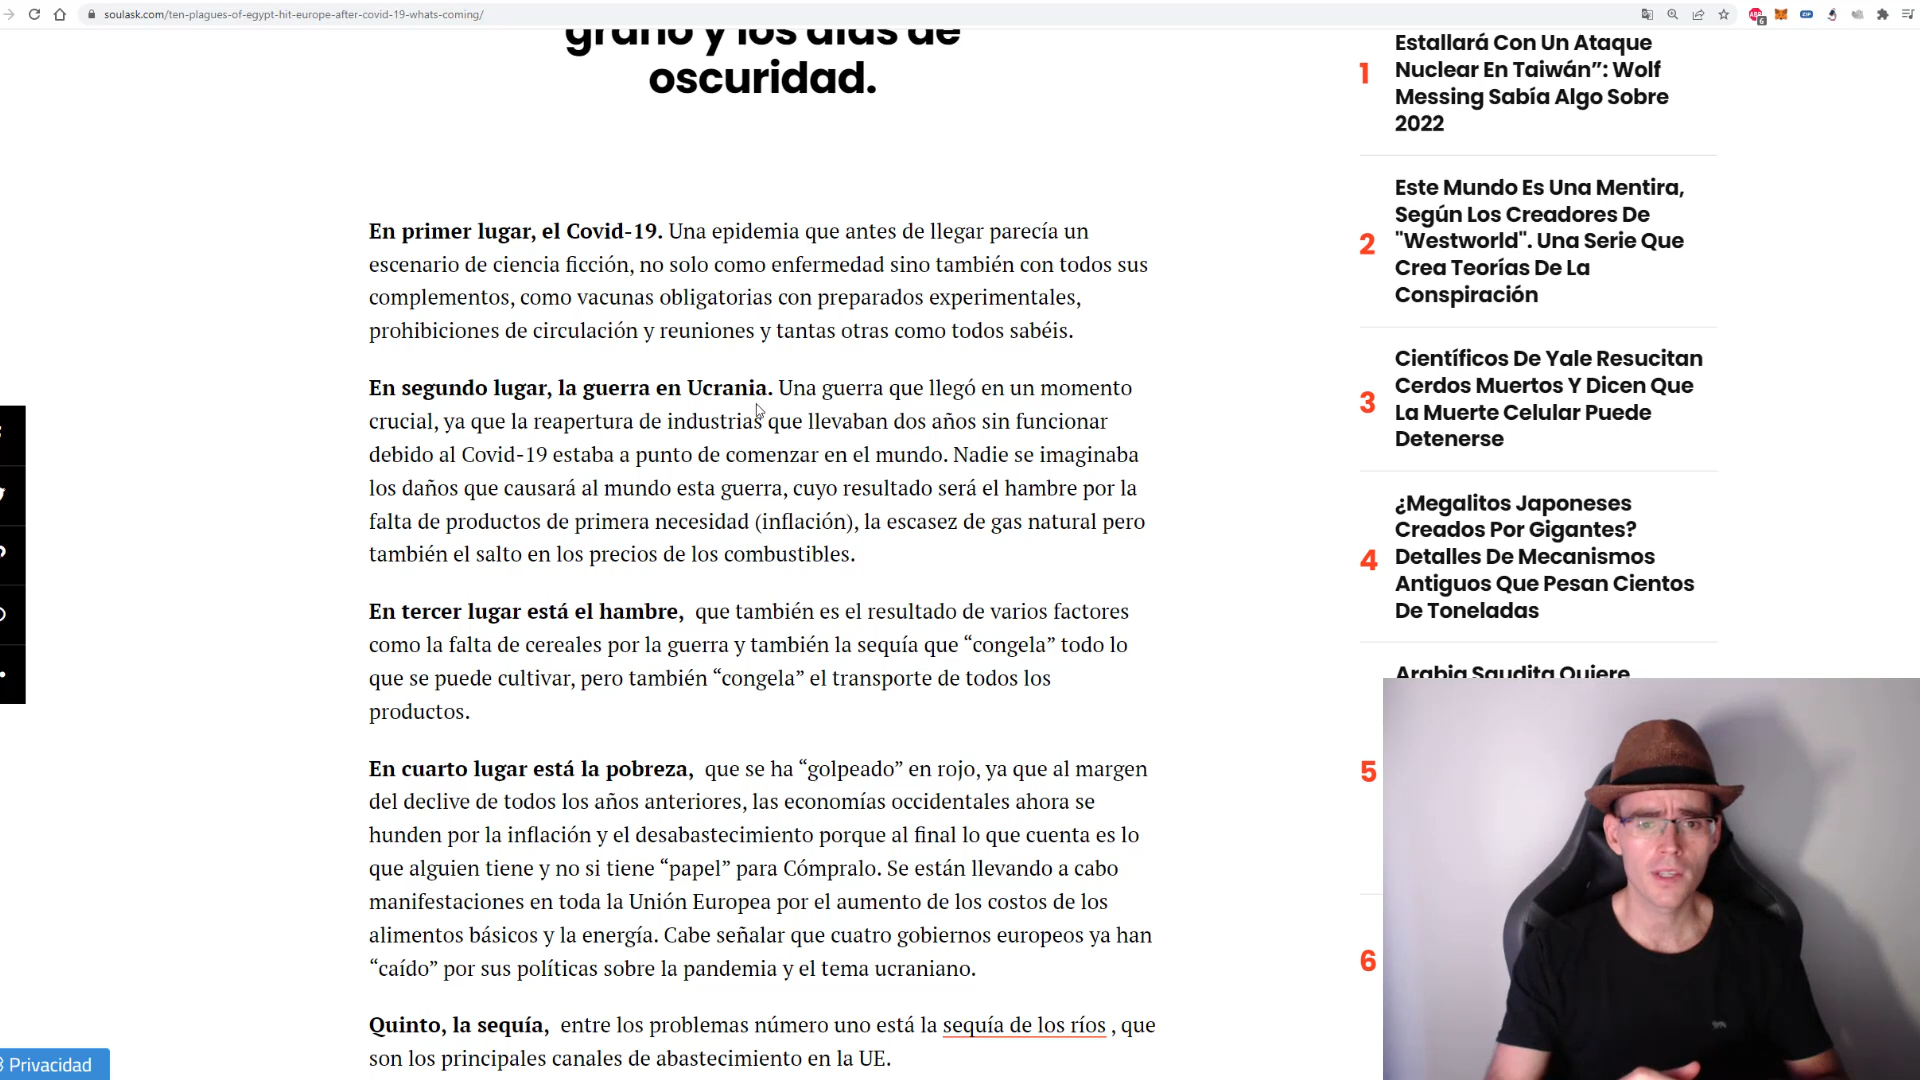 soulask.com/ten-plagues-of-egypt-hit-europe-after-covid-19-whats-coming/
grano y los días de
oscuridad.
En primer lugar, el Covid-19. Una epidemia que antes de llegar parecía un
escenario de ciencia ficción, no solo como enfermedad sino también con todos sus
complementos, como vacunas obligatorias con preparados experimentales,
prohibiciones de circulación y reuniones y tantas otras como todos sabéis.
En segundo lugar, la guerra en Ucrania. Una guerra que llegó en un momento
crucial, ya que la reapertura de industrias que llevaban dos años sin funcionar
debido al Covid-19 estaba a punto de comenzar en el mundo. Nadie se imaginaba
los daños que causará al mundo esta guerra, cuyo resultado será el hambre por la
falta de productos de primera necesidad (inflación), la escasez de gas natural pero
también el salto en los precios de los combustibles.
En tercer lugar está el hambre, que también es el resultado de varios factores
como la falta de cereales por la guerra y también la sequía que “congela” todo lo
que se puede cultivar, pero también “congela” el transporte de todos los
productos.
En cuarto lugar está la pobreza, que se ha “golpeado” en rojo, ya que al margen
del declive de todos los años anteriores, las economías occidentales ahora se
hunden por la inflación y el desabastecimiento porque al final lo que cuenta es lo
que alguien tiene y no si tiene “papel” para Cómpralo. Se están llevando a cabo
manifestaciones en toda la Unión Europea por el aumento de los costos de los
alimentos básicos y la energía. Cabe señalar que cuatro gobiernos europeos ya han
“caído” por sus políticas sobre la pandemia y el tema ucraniano.
Quinto, la sequía, entre los problemas número uno está la sequía de los ríos , que
son los principales canales de abastecimiento en la UE.
Privacidad
1
Estallará Con Un Ataque
Nuclear En Taiwán”: Wolf
Messing Sabía Algo Sobre
2022
2
Este Mundo Es Una Mentira,
Según Los Creadores De
"Westworld". Una Serie Que
Crea Teorías De La
Conspiración
3
Científicos De Yale Resucitan
Cerdos Muertos Y Dicen Que
La Muerte Celular Puede
Detenerse
4
¿Megalitos Japoneses
Creados Por Gigantes?
Detalles De Mecanismos
Antiguos Que Pesan Cientos
De Toneladas
Arabia Saudita Quiere
5
6